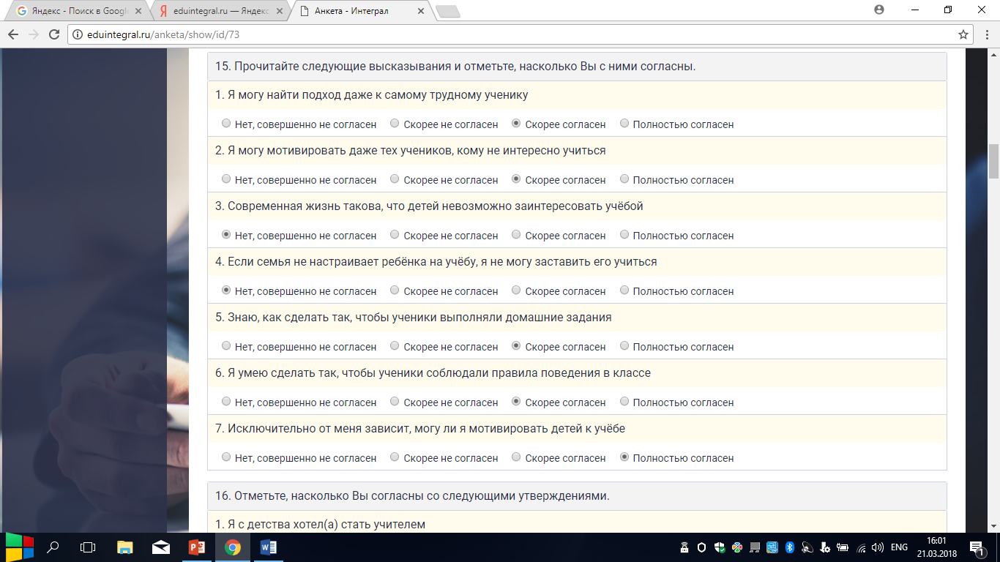 Яндекс - Поиск в Google
eduintegral.ru — Яндекс
Анкета - Интеграл
eduintegral.ru/anketa/show/id/73
15. Прочитайте следующие высказывания и отметьте, насколько Вы с ними согласны.
1. Я могу найти подход даже к самому трудному ученику
Нет, совершенно не согласен Скорее не согласен Скорее согласен Полностью согласен
2. Я могу мотивировать даже тех учеников, кому не интересно учиться
Нет, совершенно не согласен Скорее не согласен Скорее согласен Полностью согласен
3. Современная жизнь такова, что детей невозможно заинтересовать учёбой
Нет, совершенно не согласен Скорее не согласен Скорее согласен Полностью согласен
4. Если семья не настраивает ребёнка на учёбу, я не могу заставить его учиться
Нет, совершенно не согласен Скорее не согласен Скорее согласен Полностью согласен
5. Знаю, как сделать так, чтобы ученики выполняли домашние задания
Нет, совершенно не согласен Скорее не согласен Скорее согласен Полностью согласен
6. Я умею сделать так, чтобы ученики соблюдали правила поведения в классе
Нет, совершенно не согласен Скорее не согласен Скорее согласен Полностью согласен
7. Исключительно от меня зависит, могу ли я мотивировать детей к учёбе
Нет, совершенно не согласен Скорее не согласен Скорее согласен Полностью согласен
16. Отметьте, насколько Вы согласны со следующими утверждениями.
1. Я с детства хотел(а) стать учителем
ENG
16:01
21.03.2018
1